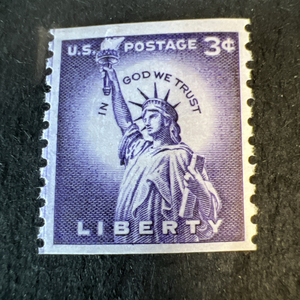 U.S. POSTAGE 3¢
IN GOD WE TRUST
LIBERTY